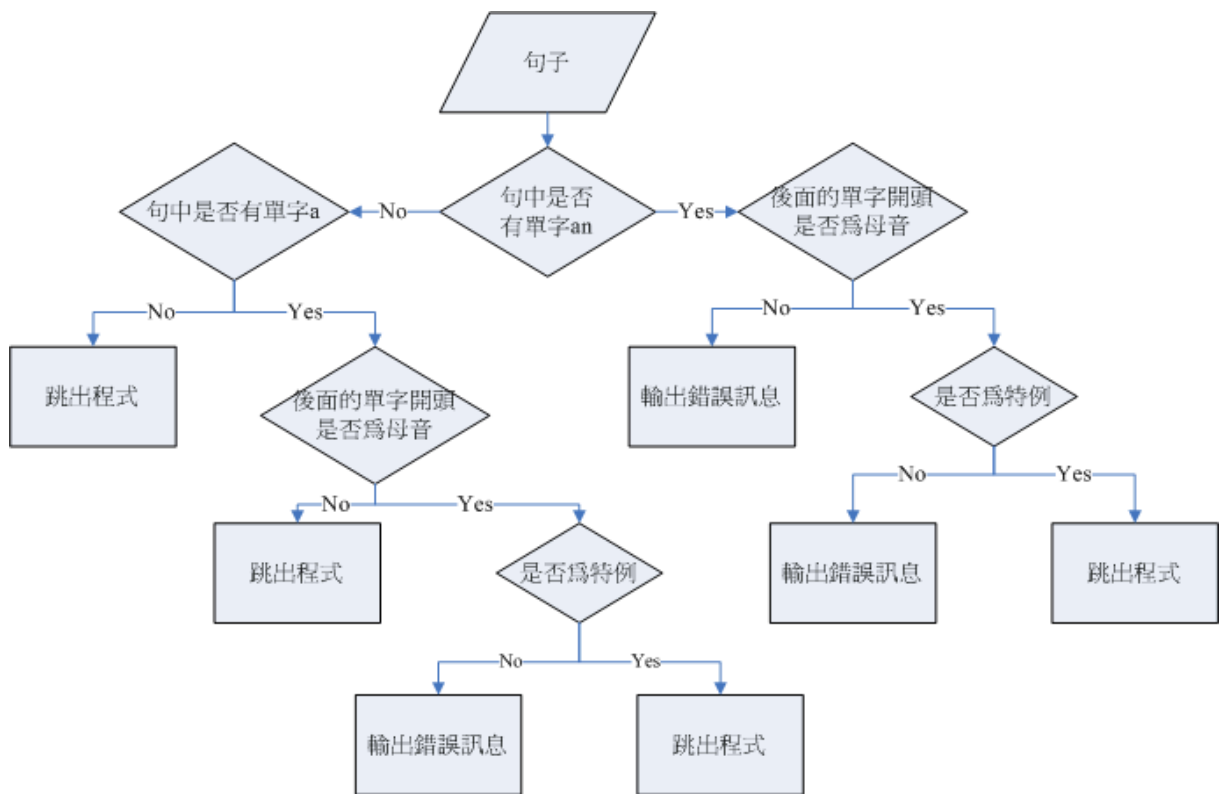 句子
句中是否有單字a
No
句中是否
有單字an
Yes
後面的單字開頭
是否爲母音
No
Yes
No
Yes
跳出程式
後面的單字開頭
是否爲母音
輸出錯誤訊息
是否爲特例
No
Yes
No
Yes
跳出程式
是否爲特例
輸出錯誤訊息
跳出程式
No
Yes
輸出錯誤訊息
跳出程式